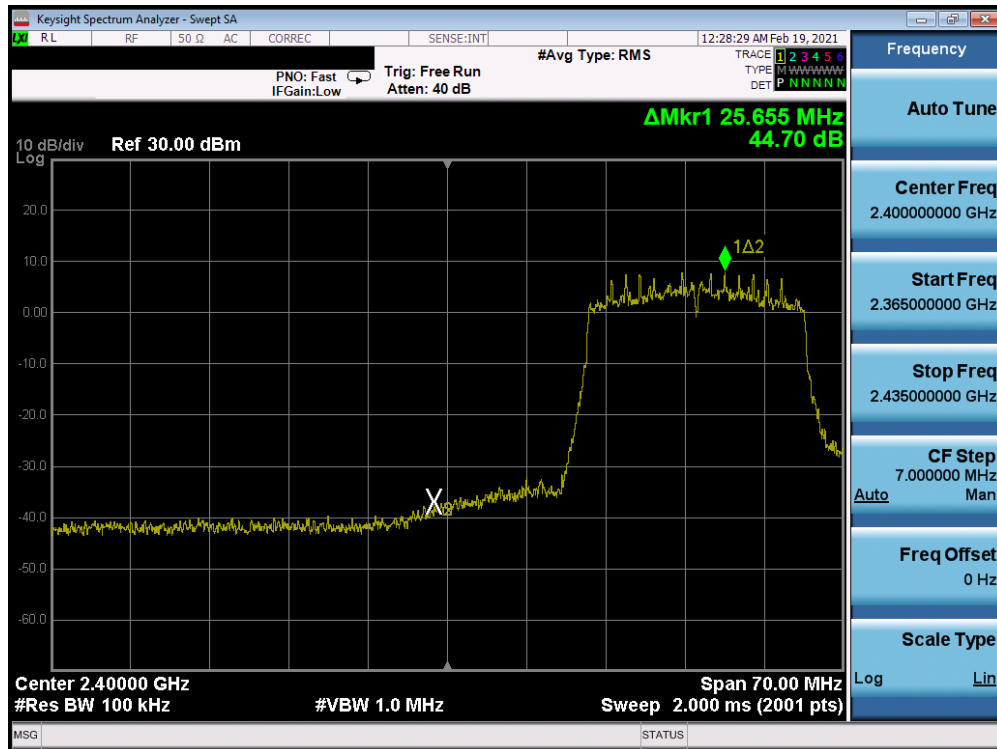 Keysight Spectrum Analyzer - Swept SA
LXI RL RF 50 Ω AC CORREC SENSE:INT 12:28:29 AM Feb 19, 2021
PNO: Fast
IFGain:Low
Trig: Free Run
Atten: 40 dB
#Avg Type: RMS
TRACE 1 2 3 4 5 6
TYPE M W W W W W
DET P N N N N N
ΔMkr1 25.655 MHz
44.70 dB
10 dB/div
Log
Ref 30.00 dBm
20.0
10.0
0.00
-10.0
-20.0
-30.0
-40.0
-50.0
-60.0
1Δ2
X2
Center 2.40000 GHz
Span 70.00 MHz
#Res BW 100 kHz
#VBW 1.0 MHz
Sweep 2.000 ms (2001 pts)
MSG
STATUS
Frequency
Auto Tune
Center Freq
2.400000000 GHz
Start Freq
2.365000000 GHz
Stop Freq
2.435000000 GHz
CF Step
7.000000 MHz
Auto Man
Freq Offset
0 Hz
Scale Type
Log Lin